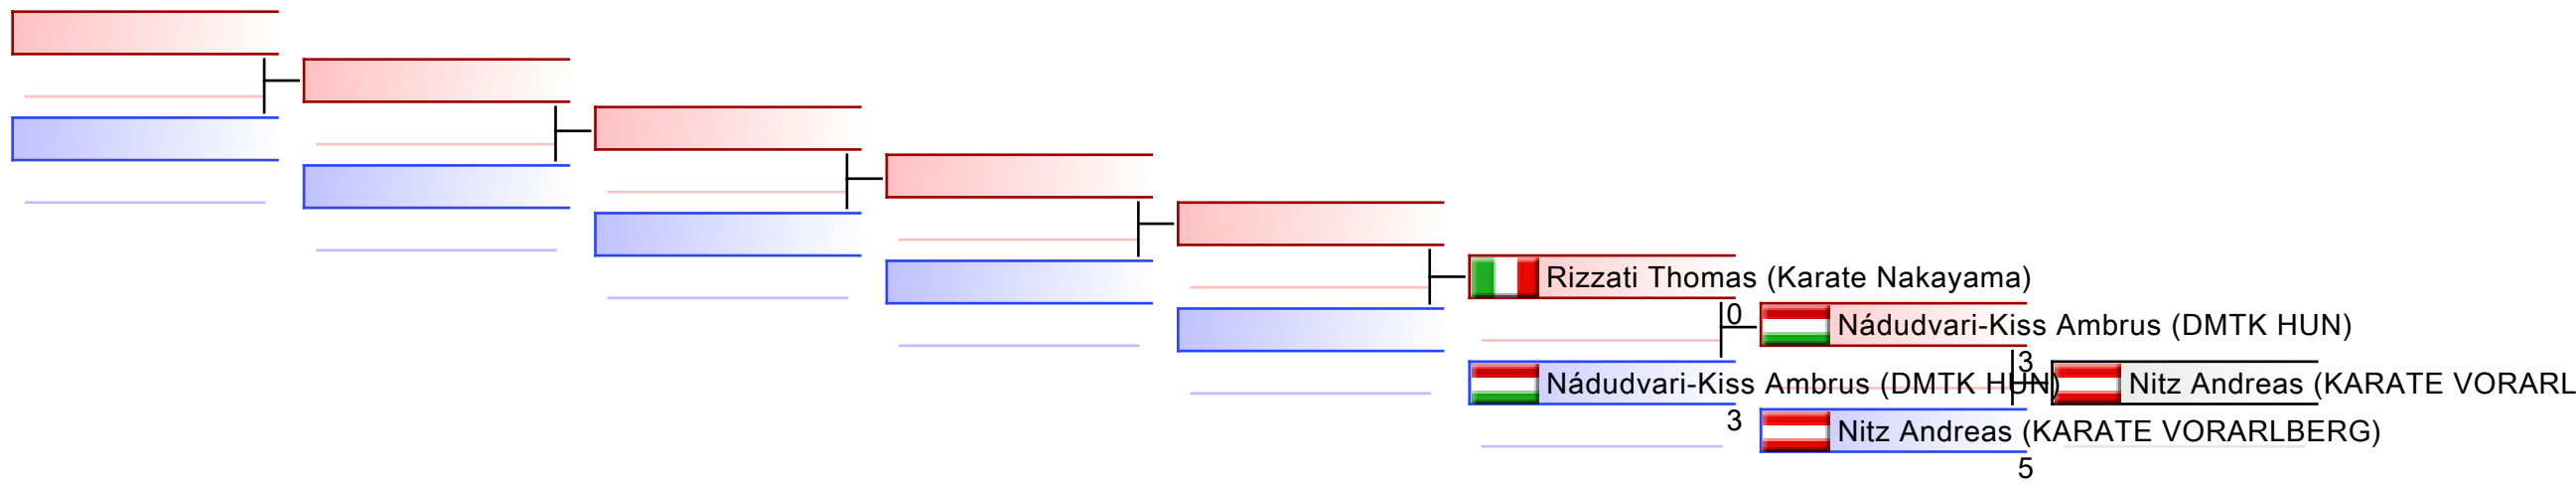 Rizzati Thomas (Karate Nakayama)
0
Nádudvari-Kiss Ambrus (DMTK HUN)
3
Nádudvari-Kiss Ambrus (DMTK HUN)
3
Nitz Andreas (KARATE VORARLBERG)
5
Nitz Andreas (KARATE VORARL